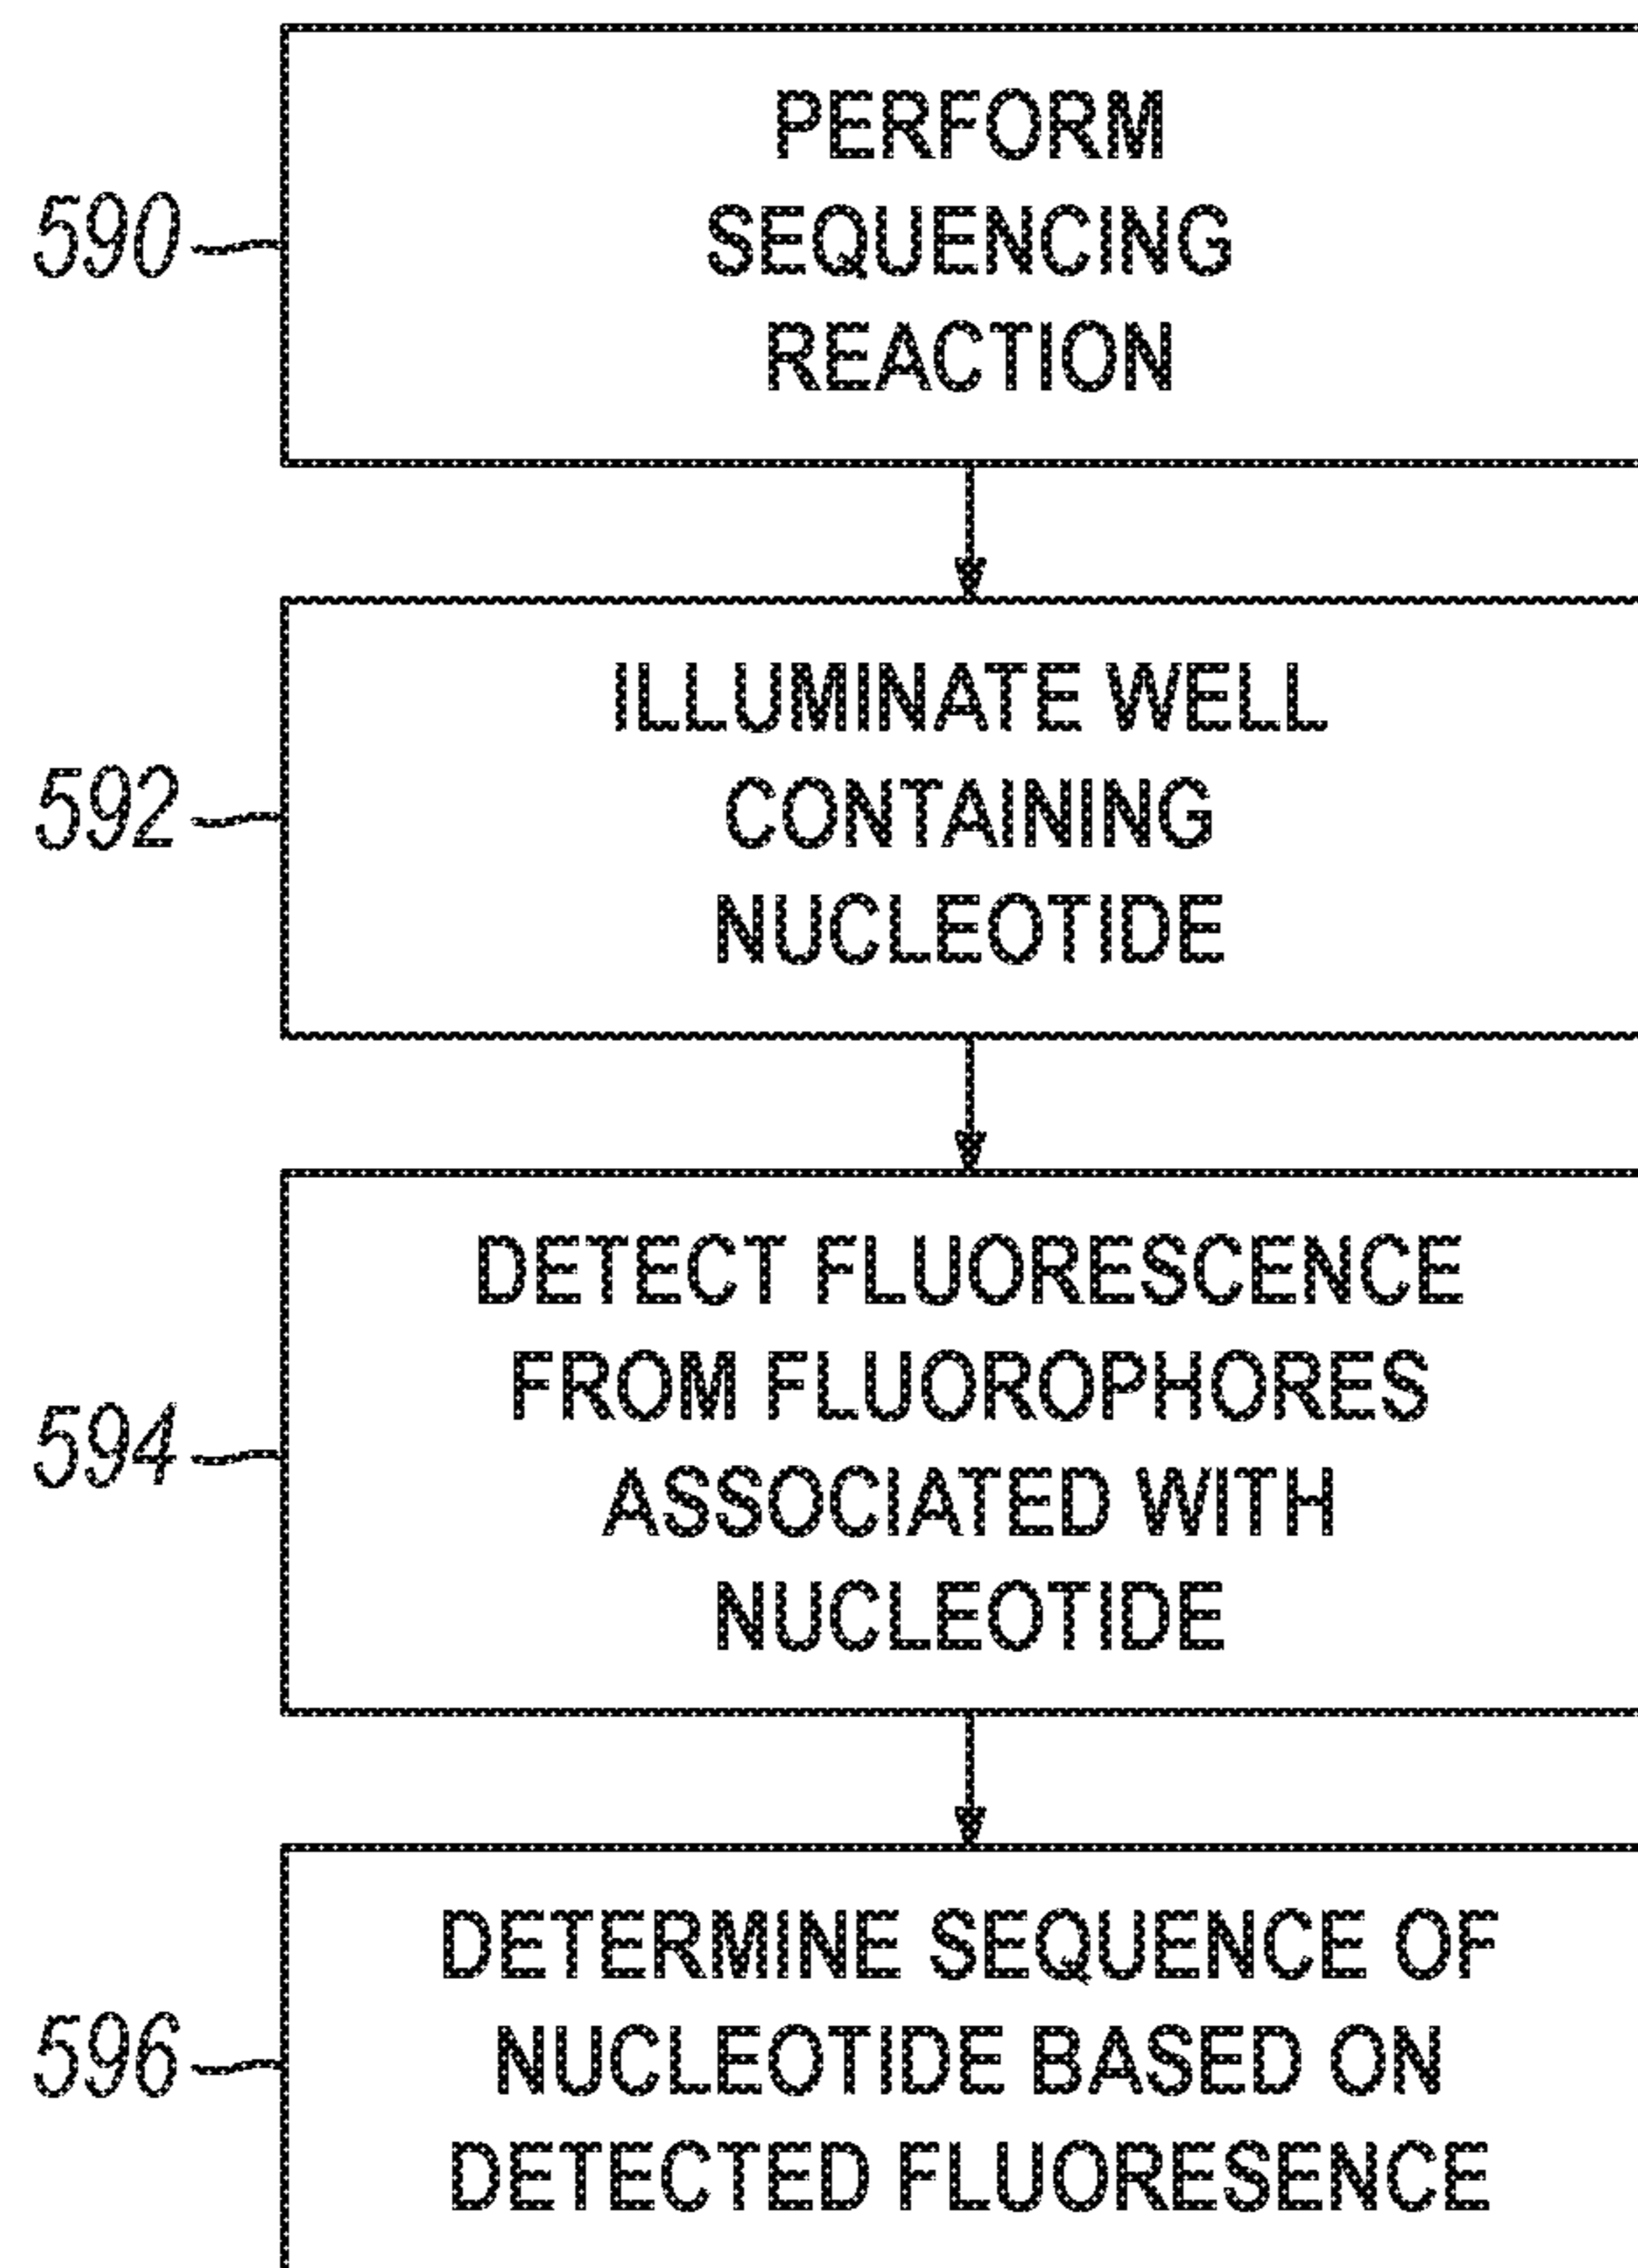 PERFORM
590
SEQUENCING
REACTION
ILLUMINATE WELL
592
CONTAINING
NUCLEOTIDE
DETECT FLUORESCENCE
FROM FLUOROPHORES
594
ASSOCIATED WITH
NUCLEOTIDE
DETERMINE SEQUENCE OF
596
NUCLEOTIDE BASED ON
DETECTED FLUORESENCE